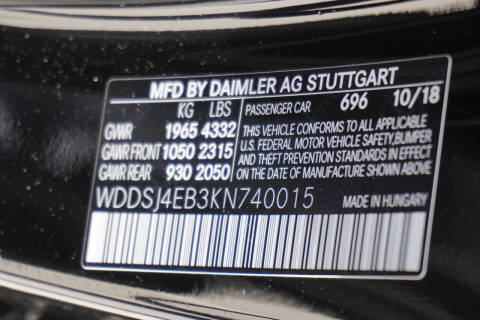 MFD BY DAIMLER AG STUTTGART
KG LBS PASSENGER CAR 696 10/18
GVWR 1965 4332 THIS VEHICLE CONFORMS TO ALL APPLICABLE
GAWR FRONT 1050 2315 U.S. FEDERAL MOTOR VEHICLE SAFETY, BUMPER
GAWR REAR 930 2050 AND THEFT PREVENTION STANDARDS IN EFFECT
ON THE DATE OF MANUFACTURE SHOWN ABOVE
WDDSJ4EB3KN740015 MADE IN HUNGARY